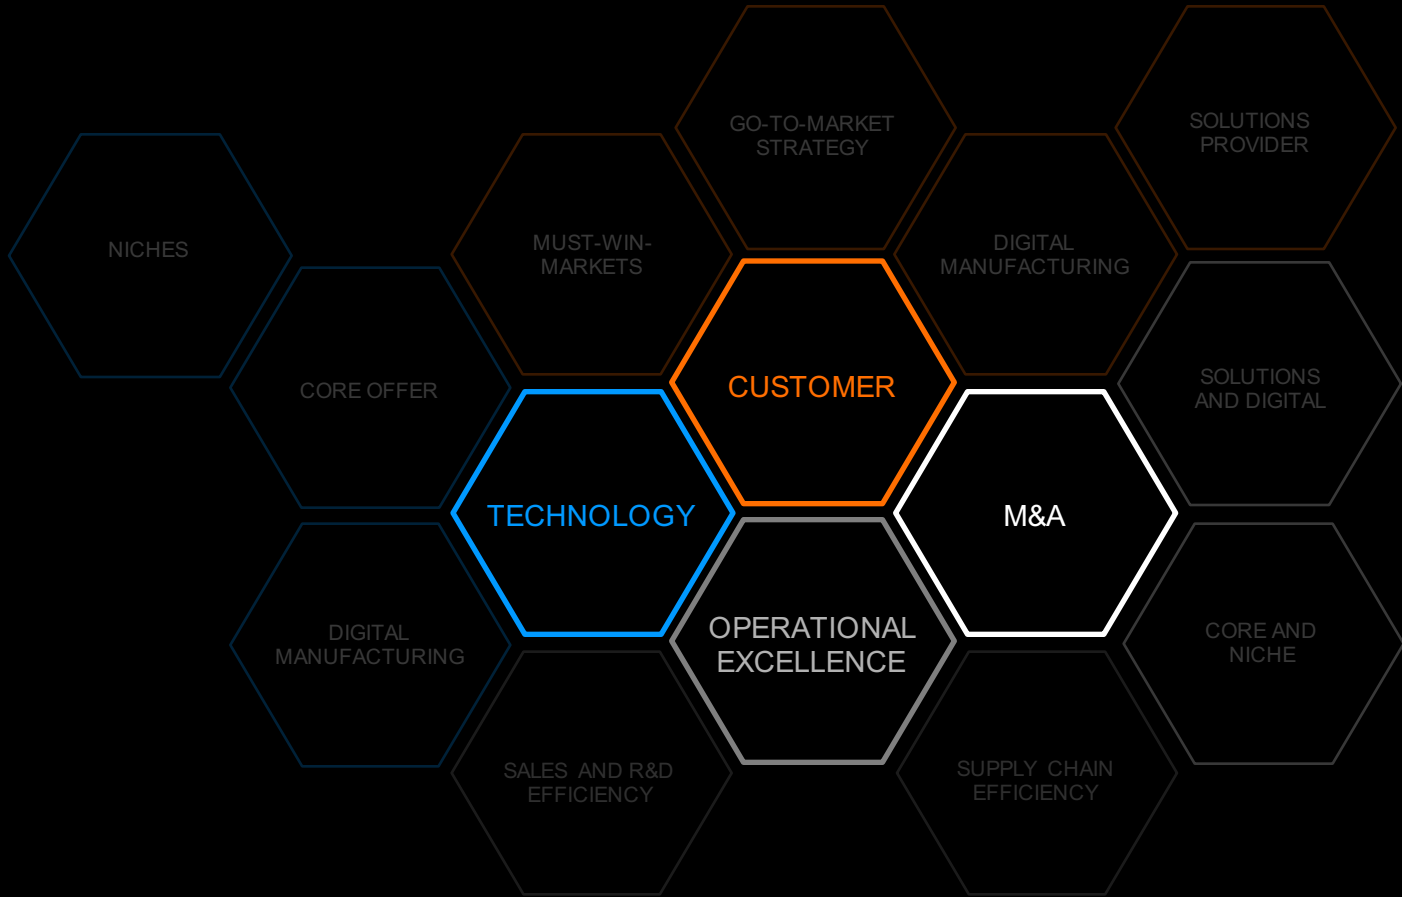 GO-TO-MARKET
STRATEGY
SOLUTIONS
PROVIDER
NICHES
MUST-WIN-
MARKETS
DIGITAL
MANUFACTURING
CORE OFFER
CUSTOMER
SOLUTIONS
AND DIGITAL
TECHNOLOGY
M&A
DIGITAL
MANUFACTURING
OPERATIONAL
EXCELLENCE
CORE AND
NICHE
SALES AND R&D
EFFICIENCY
SUPPLY CHAIN
EFFICIENCY